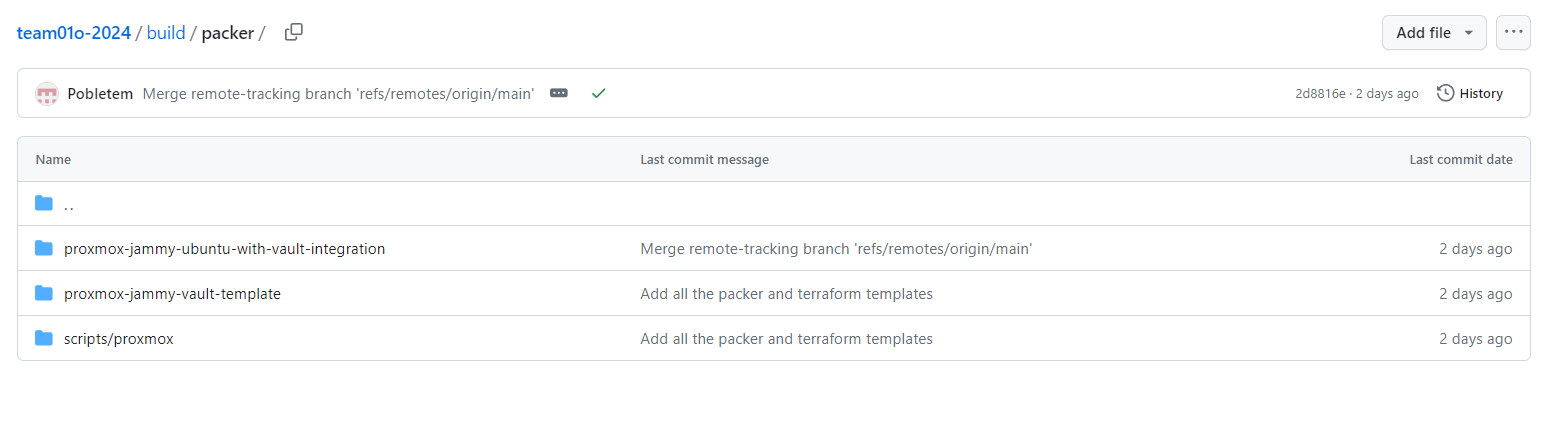 team01o-2024 / build / packer /
Add file
Pobletem Merge remote-tracking branch 'refs/remotes/origin/main'
2d8816e · 2 days ago History
Name Last commit message Last commit date
..
proxmox-jammy-ubuntu-with-vault-integration Merge remote-tracking branch 'refs/remotes/origin/main' 2 days ago
proxmox-jammy-vault-template Add all the packer and terraform templates 2 days ago
scripts/proxmox Add all the packer and terraform templates 2 days ago